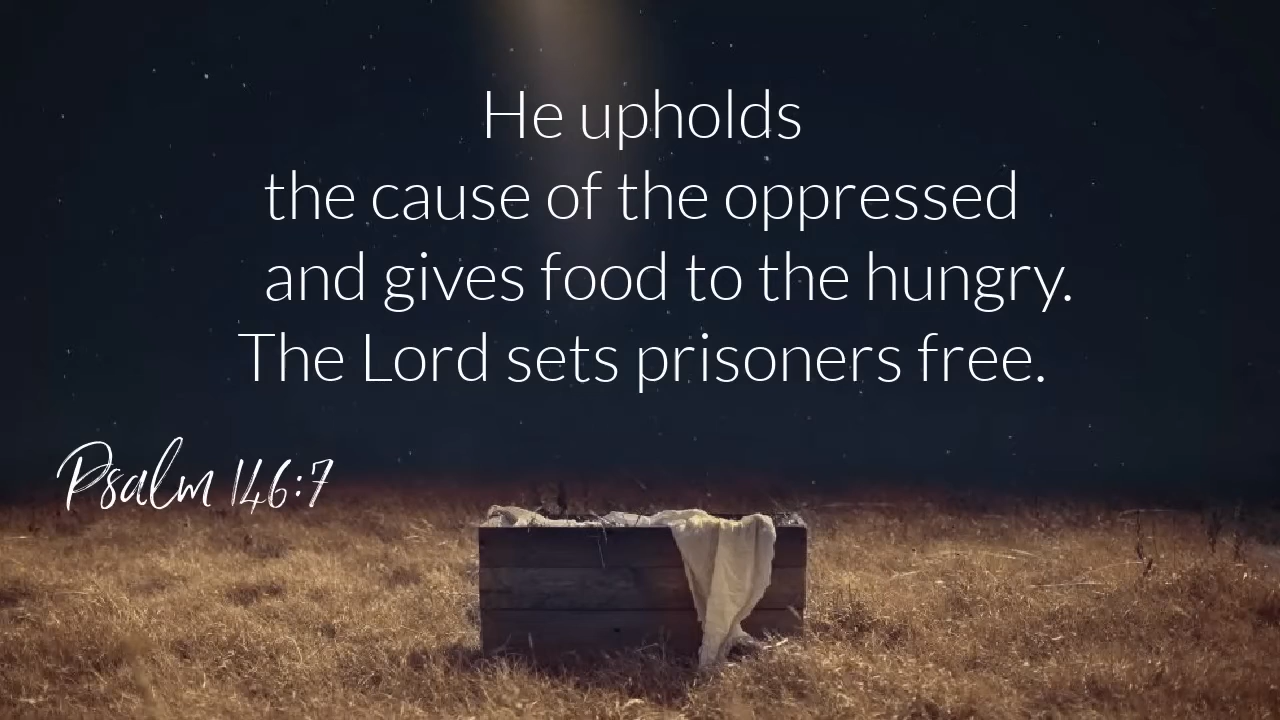 He upholds
the cause of the oppressed
and gives food to the hungry.
The Lord sets prisoners free.
Psalm 146:7